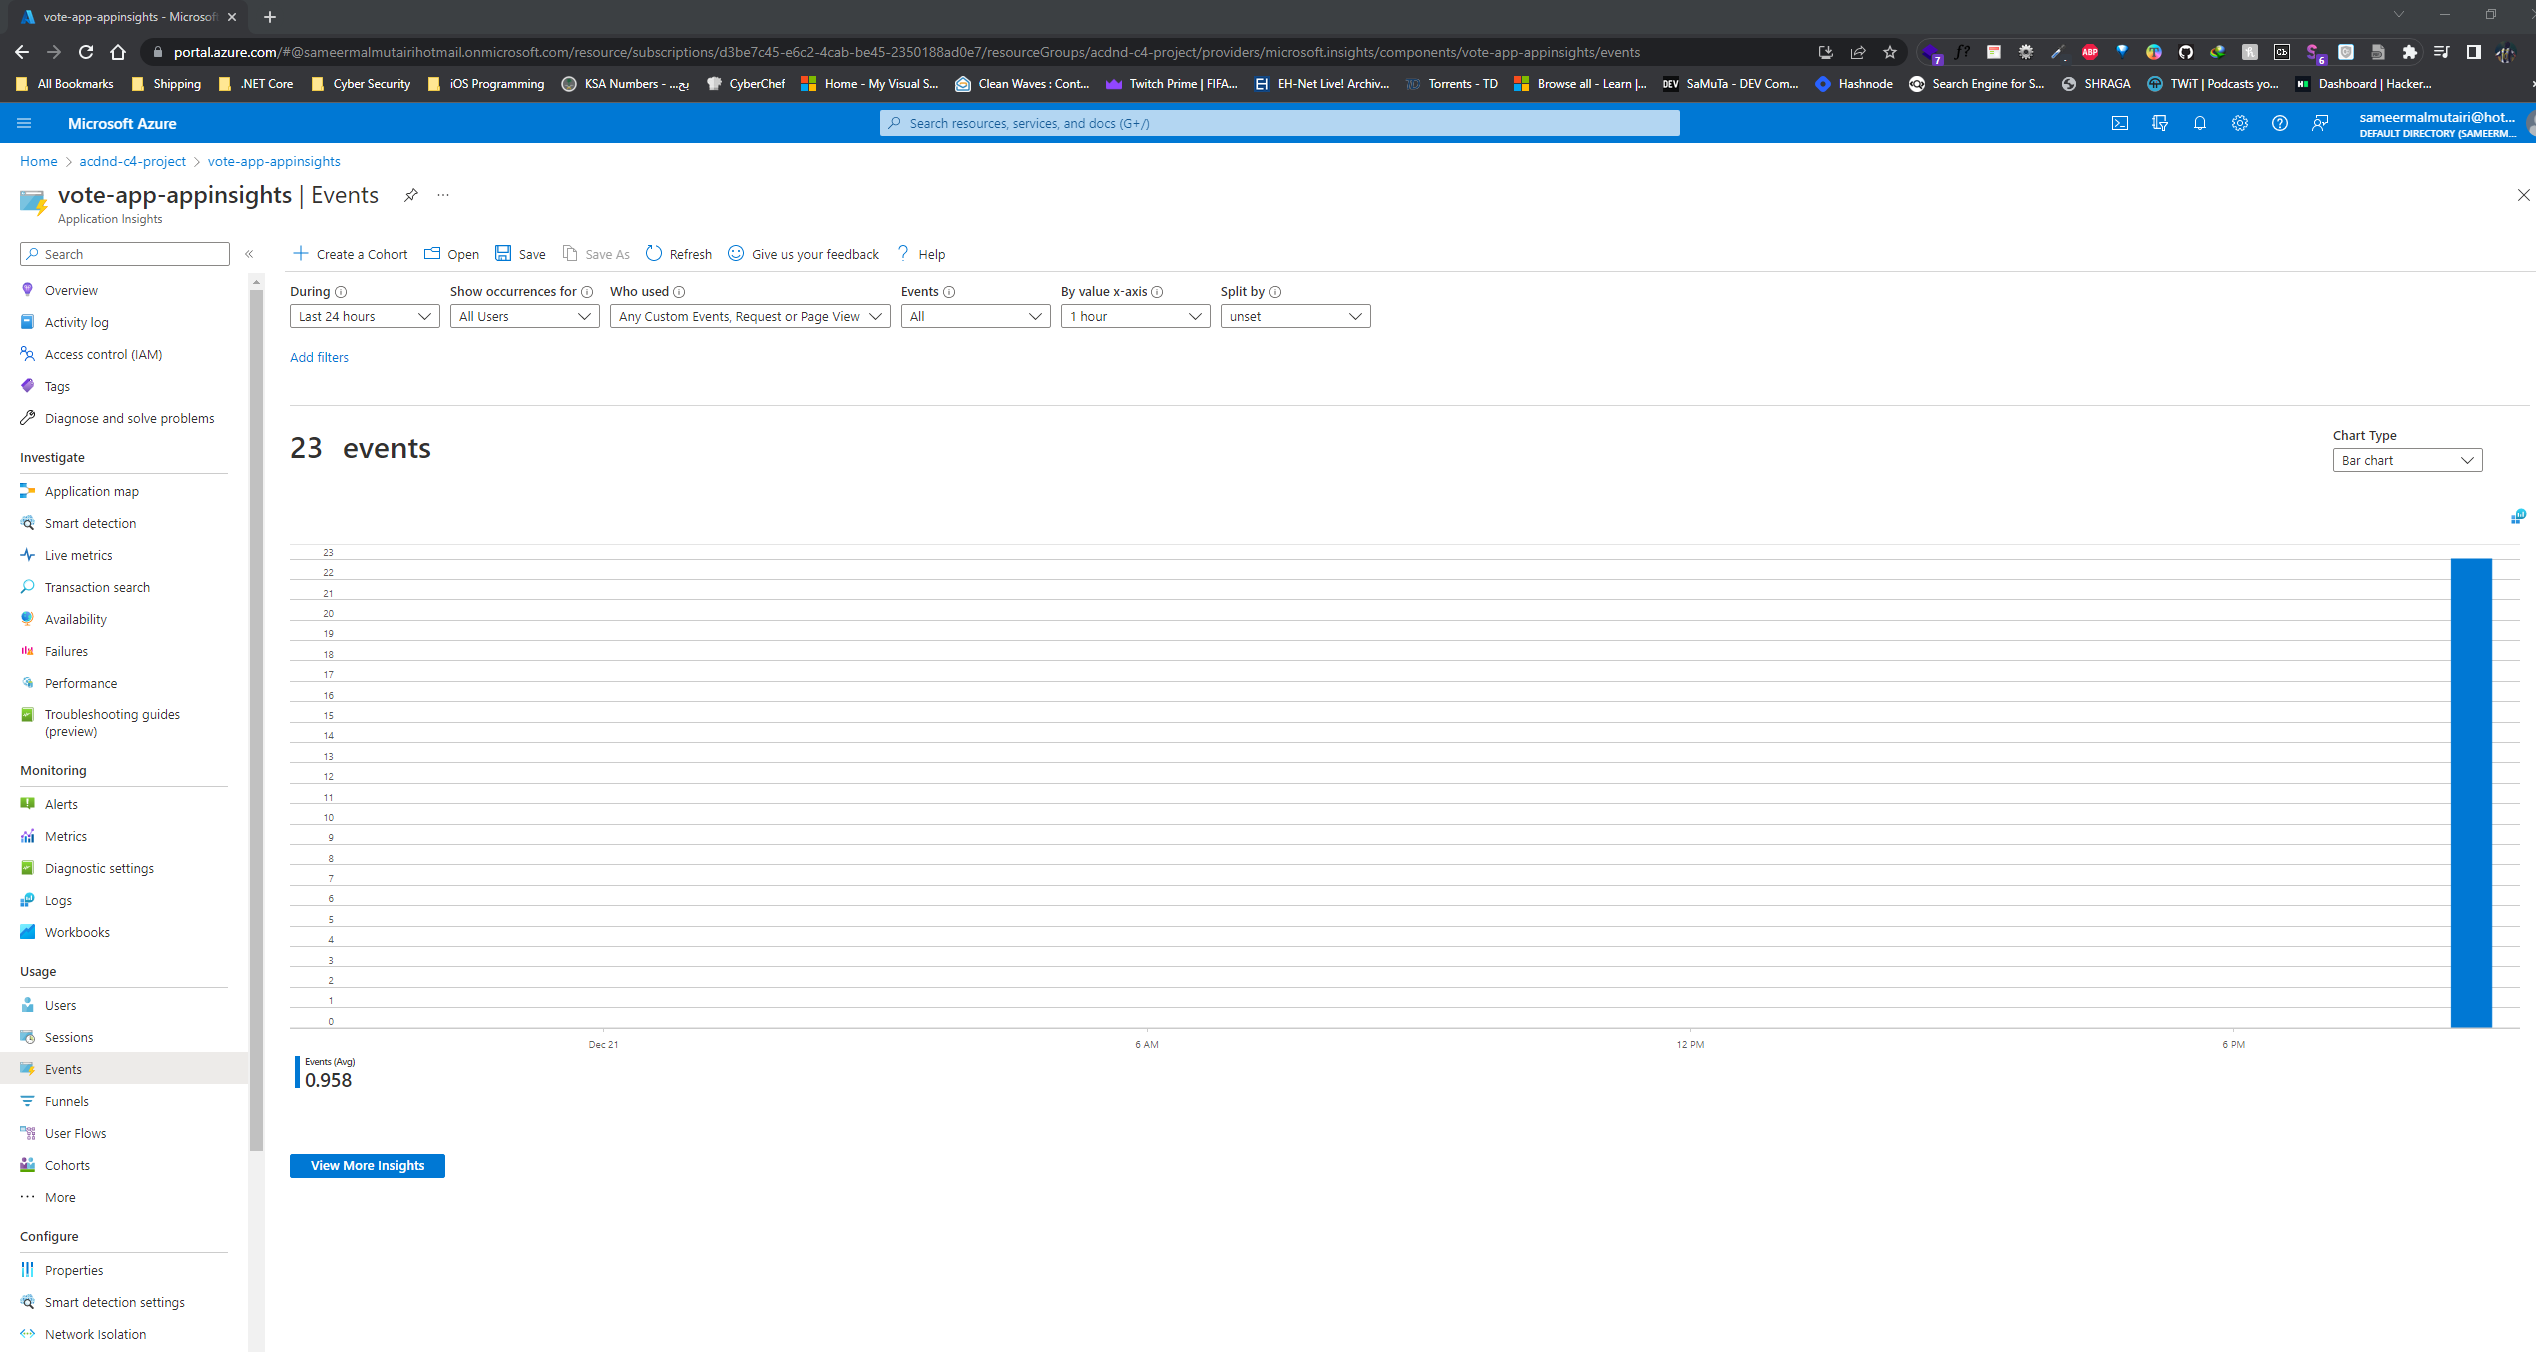 vote-app-appinsights - Microsoft
portal.azure.com/#@sameermalmutairihotmail.onmicrosoft.com/resource/subscriptions/d3be7c45-e6c2-4cab-be45-2350188ad0e7/resourceGroups/acdnd-c4-project/providers/microsoft.insights/components/vote-app-appinsights/events
All Bookmarks Shipping .NET Core Cyber Security iOS Programming KSA Numbers - ...يج CyberChef Home - My Visual S... Clean Waves : Cont... Twitch Prime | FIFA... EH-Net Live! Archiv... Torrents - TD Browse all - Learn |... DEV SaMuTa - DEV Com... Hashnode Search Engine for S... SHRAGA TWiT | Podcasts yo... Dashboard | Hacker...
Microsoft Azure
Search resources, services, and docs (G+/)
sameermalmutairi@hot...
DEFAULT DIRECTORY (SAMEERM...
Home > acdnd-c4-project > vote-app-appinsights
vote-app-appinsights | Events
Application Insights
Search
Create a Cohort Open Save Save As Refresh Give us your feedback Help
During Show occurrences for Who used Events By value x-axis Split by
Last 24 hours All Users Any Custom Events, Request or Page View All 1 hour unset
Add filters
23 events
Chart Type
Bar chart
23
22
21
20
19
18
17
16
15
14
13
12
11
10
9
8
7
6
5
4
3
2
1
0
Dec 21 6 AM 12 PM 6 PM
Events (Avg)
0.958
View More Insights
Overview
Activity log
Access control (IAM)
Tags
Diagnose and solve problems
Investigate
Application map
Smart detection
Live metrics
Transaction search
Availability
Failures
Performance
Troubleshooting guides
(preview)
Monitoring
Alerts
Metrics
Diagnostic settings
Logs
Workbooks
Usage
Users
Sessions
Events
Funnels
User Flows
Cohorts
More
Configure
Properties
Smart detection settings
Network Isolation